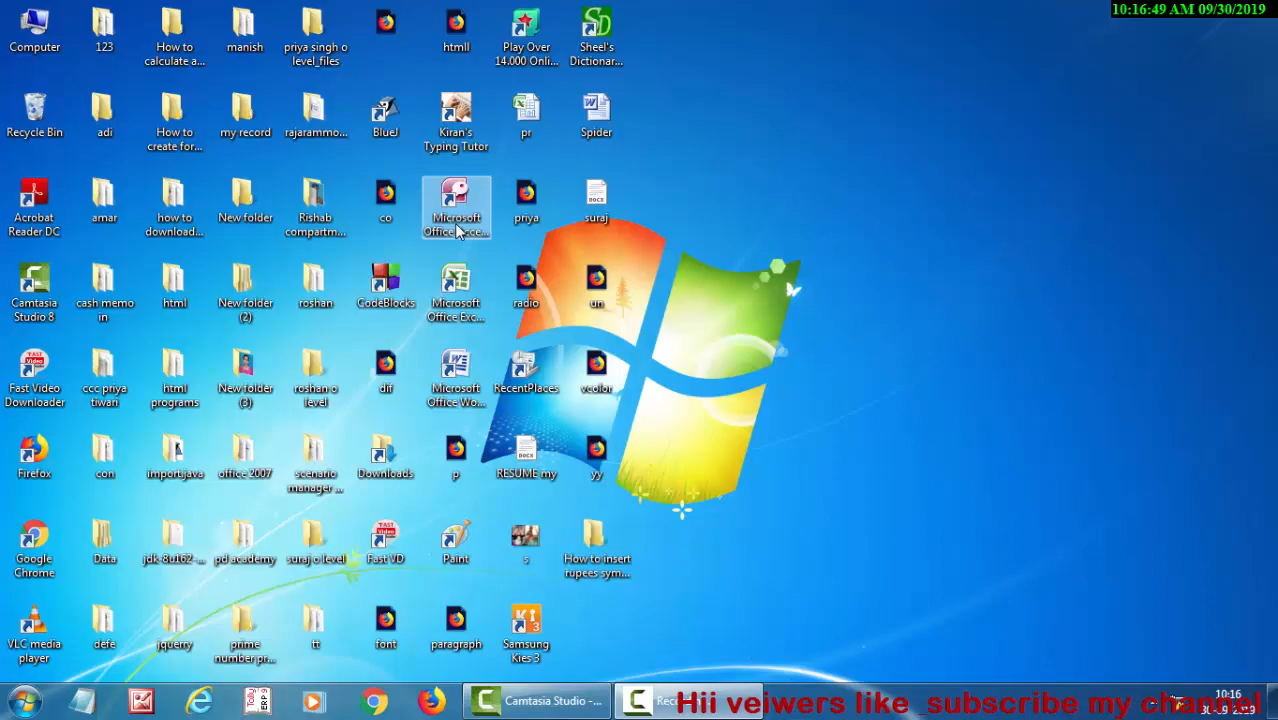 10:16:49 AM 09/30/2019
Computer
123
How to
calculate a...
manish
priya singh o
level_files
htmll
Play Over
14.000 Onli...
Sheel's
Dictionar...
Recycle Bin
adi
How to
create for...
my record
rajarammo...
BlueJ
Kiran's
Typing Tutor
pr
Spider
Acrobat
Reader DC
amar
how to
download...
New folder
Rishab
compartm...
co
Microsoft
Office Acce...
priya
suraj
Camtasia
Studio 8
cash memo
in
html
New folder
(2)
roshan
CodeBlocks
Microsoft
Office Exc...
radio
un
Fast Video
Downloader
ccc priya
tiwari
html
programs
New folder
(3)
roshan o
level
dif
Microsoft
Office Wo...
RecentPlaces
vcolor
Firefox
con
import.java
office 2007
scenario
manager ...
Downloads
p
RESUME my
yy
Google
Chrome
Data
jdk-8u162-...
pd academy
suraj o level
Fast VD
Paint
s
How to insert
rupees sym...
VLC media
player
defe
jquerry
prime
number pr...
tt
font
paragraph
Samsung
Kies 3
Camtasia Studio -...
Hii veiwers like subscribe my channel
10:16